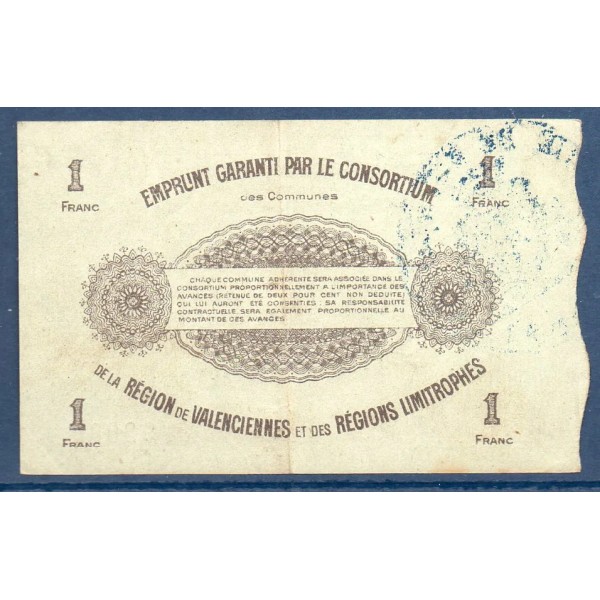 EMPRUNT GARANTI PAR LE CONSORTIUM
des Communes
1
FRANC
1
FRANC
CHAQUE COMMUNE ADHÉRENTE SERA ASSOCIÉE DANS LE
CONSORTIUM PROPORTIONNELLEMENT A L'IMPORTANCE DES
AVANCES (RETENUE DE DEUX POUR CENT NON DÉDUITE)
QUI LUI AURONT ÉTÉ CONSENTIES : SA RESPONSABILITÉ
CONTRACTUELLE SERA ÉGALEMENT PROPORTIONNELLE AU
MONTANT DE CES AVANCES
DE LA RÉGION DE VALENCIENNES ET DES RÉGIONS LIMITROPHES
1
FRANC
1
FRANC